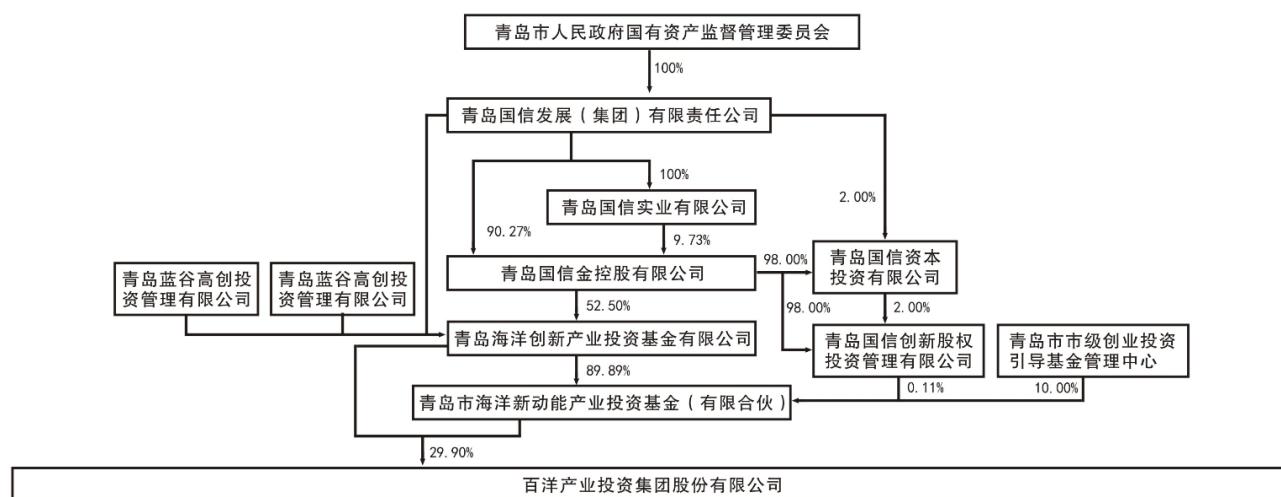 青岛市人民政府国有资产监督管理委员会
100%
青岛国信发展(集团)有限责任公司
100%
2.00%
青岛国信实业有限公司
90.27%
9.73%
青岛蓝谷高创投
资管理有限公司
青岛蓝谷高创投
资管理有限公司
青岛国信金控股有限公司
98.00%
青岛国信资本
投资有限公司
52.50%
98.00%
2.00%
青岛海洋创新产业投资基金有限公司
青岛国信创新股权
投资管理有限公司
青岛市市级创业投资
引导基金管理中心
89.89%
0.11%
10.00%
青岛市海洋新动能产业投资基金(有限合伙)
29.90%
百洋产业投资集团股份有限公司